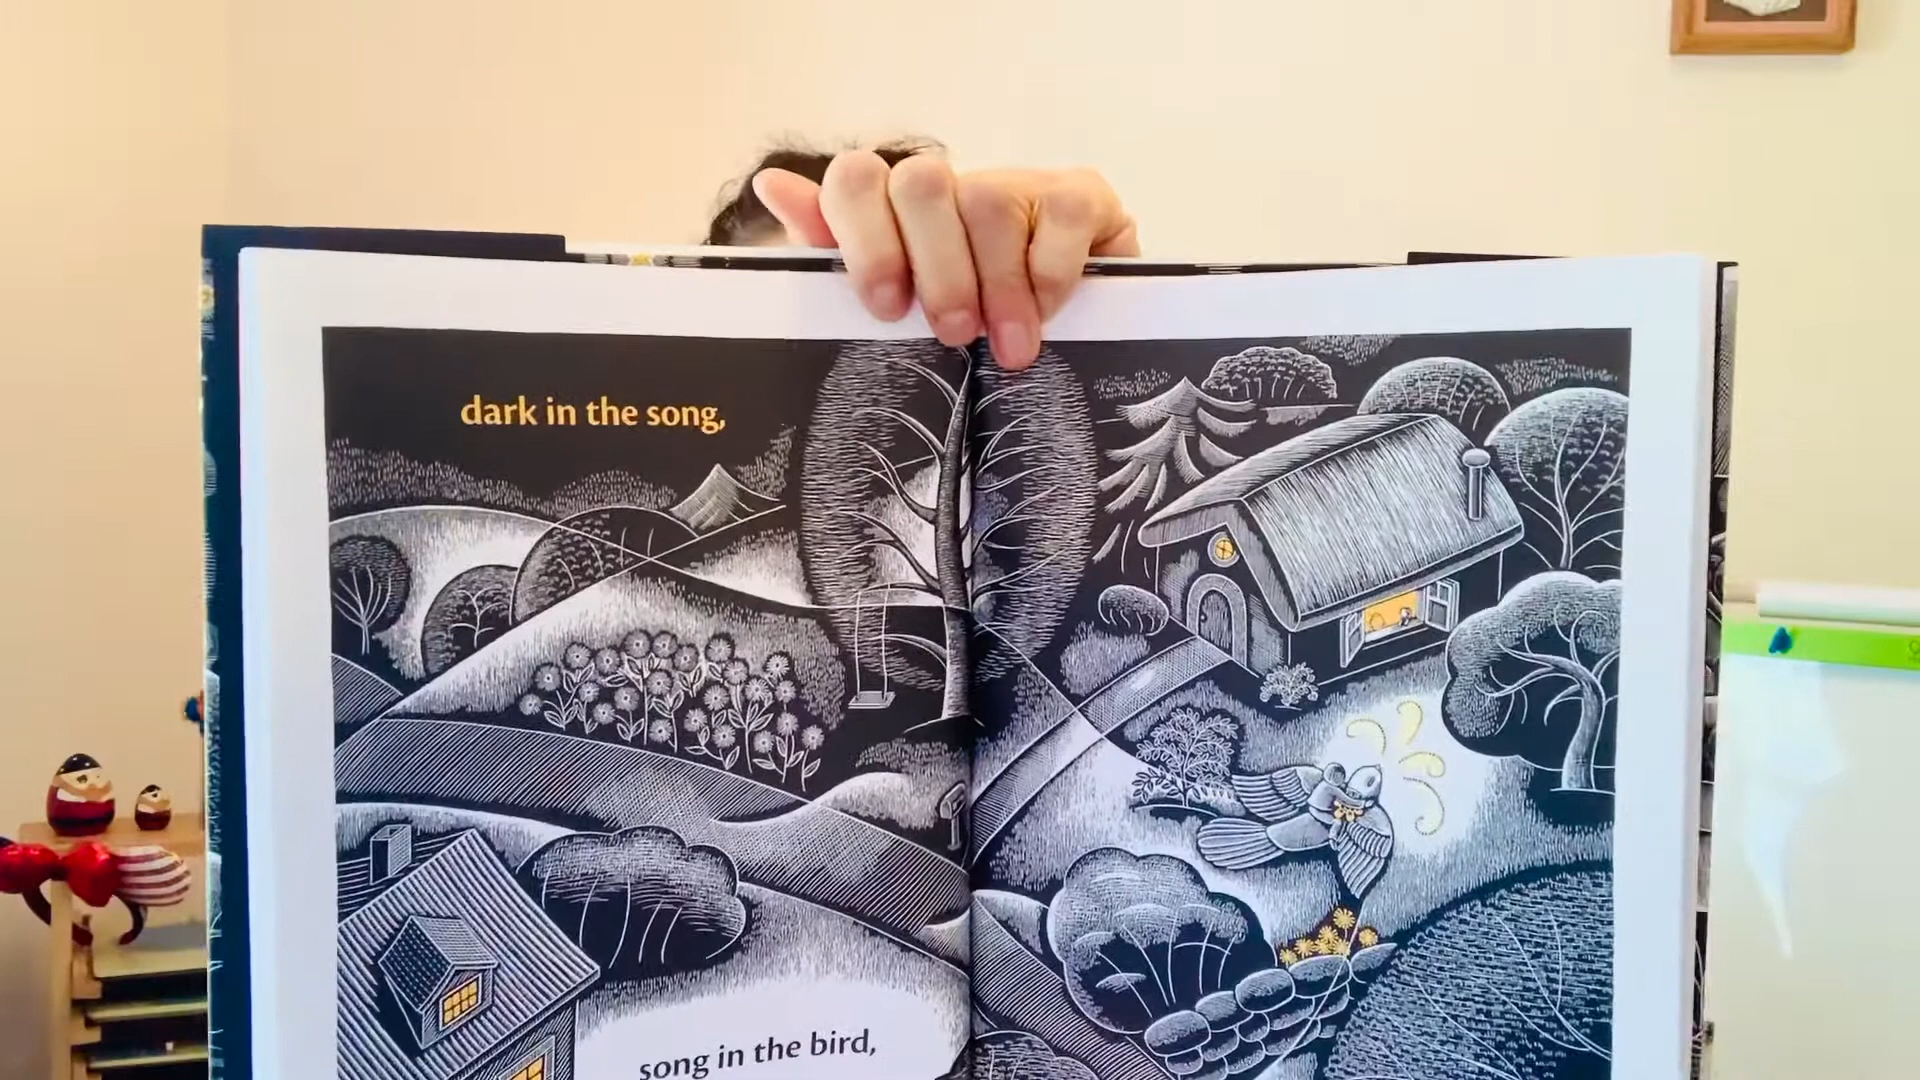 dark in the song,
song in the bird,